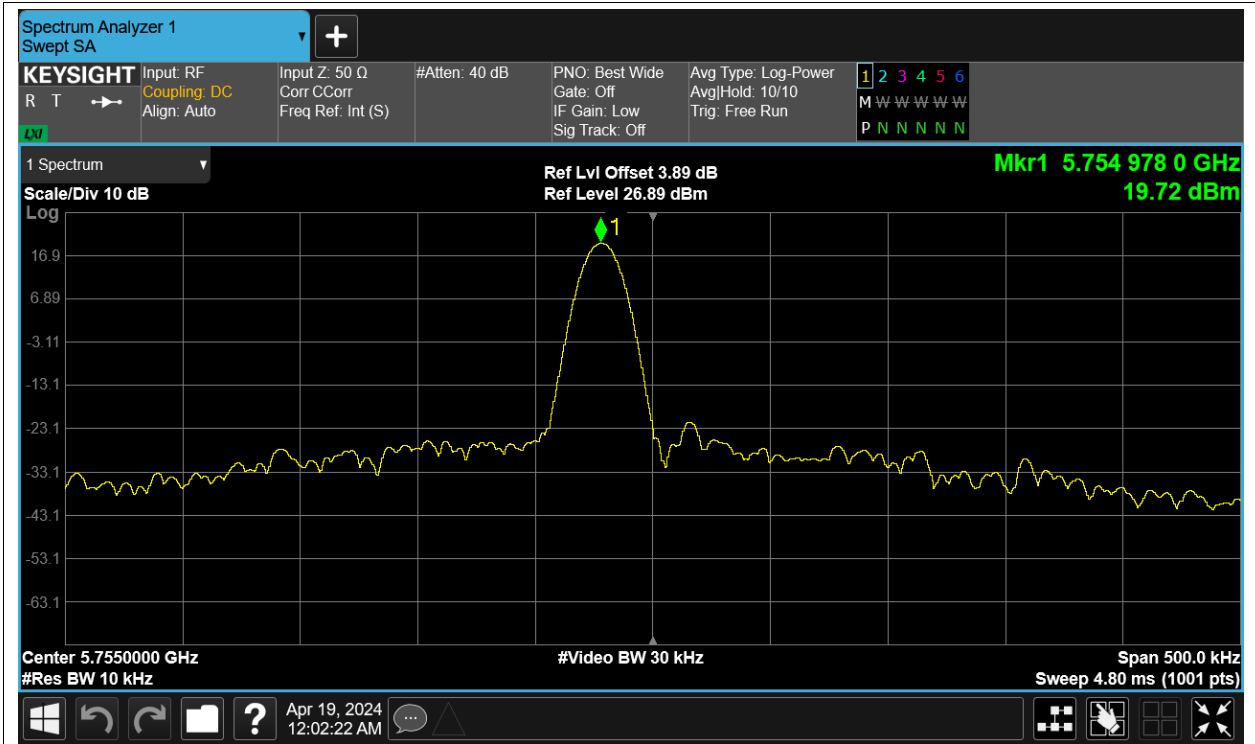 Spectrum Analyzer 1
Swept SA
KEYSIGHT
R T
LXI
Input: RF
Coupling: DC
Align: Auto
Input Z: 50 Ω
Corr CCorr
Freq Ref: Int (S)
#Atten: 40 dB
PNO: Best Wide
Gate: Off
IF Gain: Low
Sig Track: Off
Avg Type: Log-Power
Avg|Hold: 10/10
Trig: Free Run
1 2 3 4 5 6
M W W W W W W
P N N N N N
1 Spectrum
Scale/Div 10 dB
Log
Ref Lvl Offset 3.89 dB
Ref Level 26.89 dBm
Mkr1 5.754 978 0 GHz
19.72 dBm
1
16.9
6.89
-3.11
-13.1
-23.1
-33.1
-43.1
-53.1
-63.1
Center 5.7550000 GHz
#Res BW 10 kHz
#Video BW 30 kHz
Span 500.0 kHz
Sweep 4.80 ms (1001 pts)
?
Apr 19, 2024
12:02:22 AM